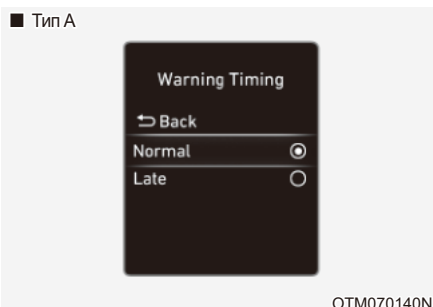 ■ Тип A
Warning Timing
Back
Normal
Late
OTM070140N